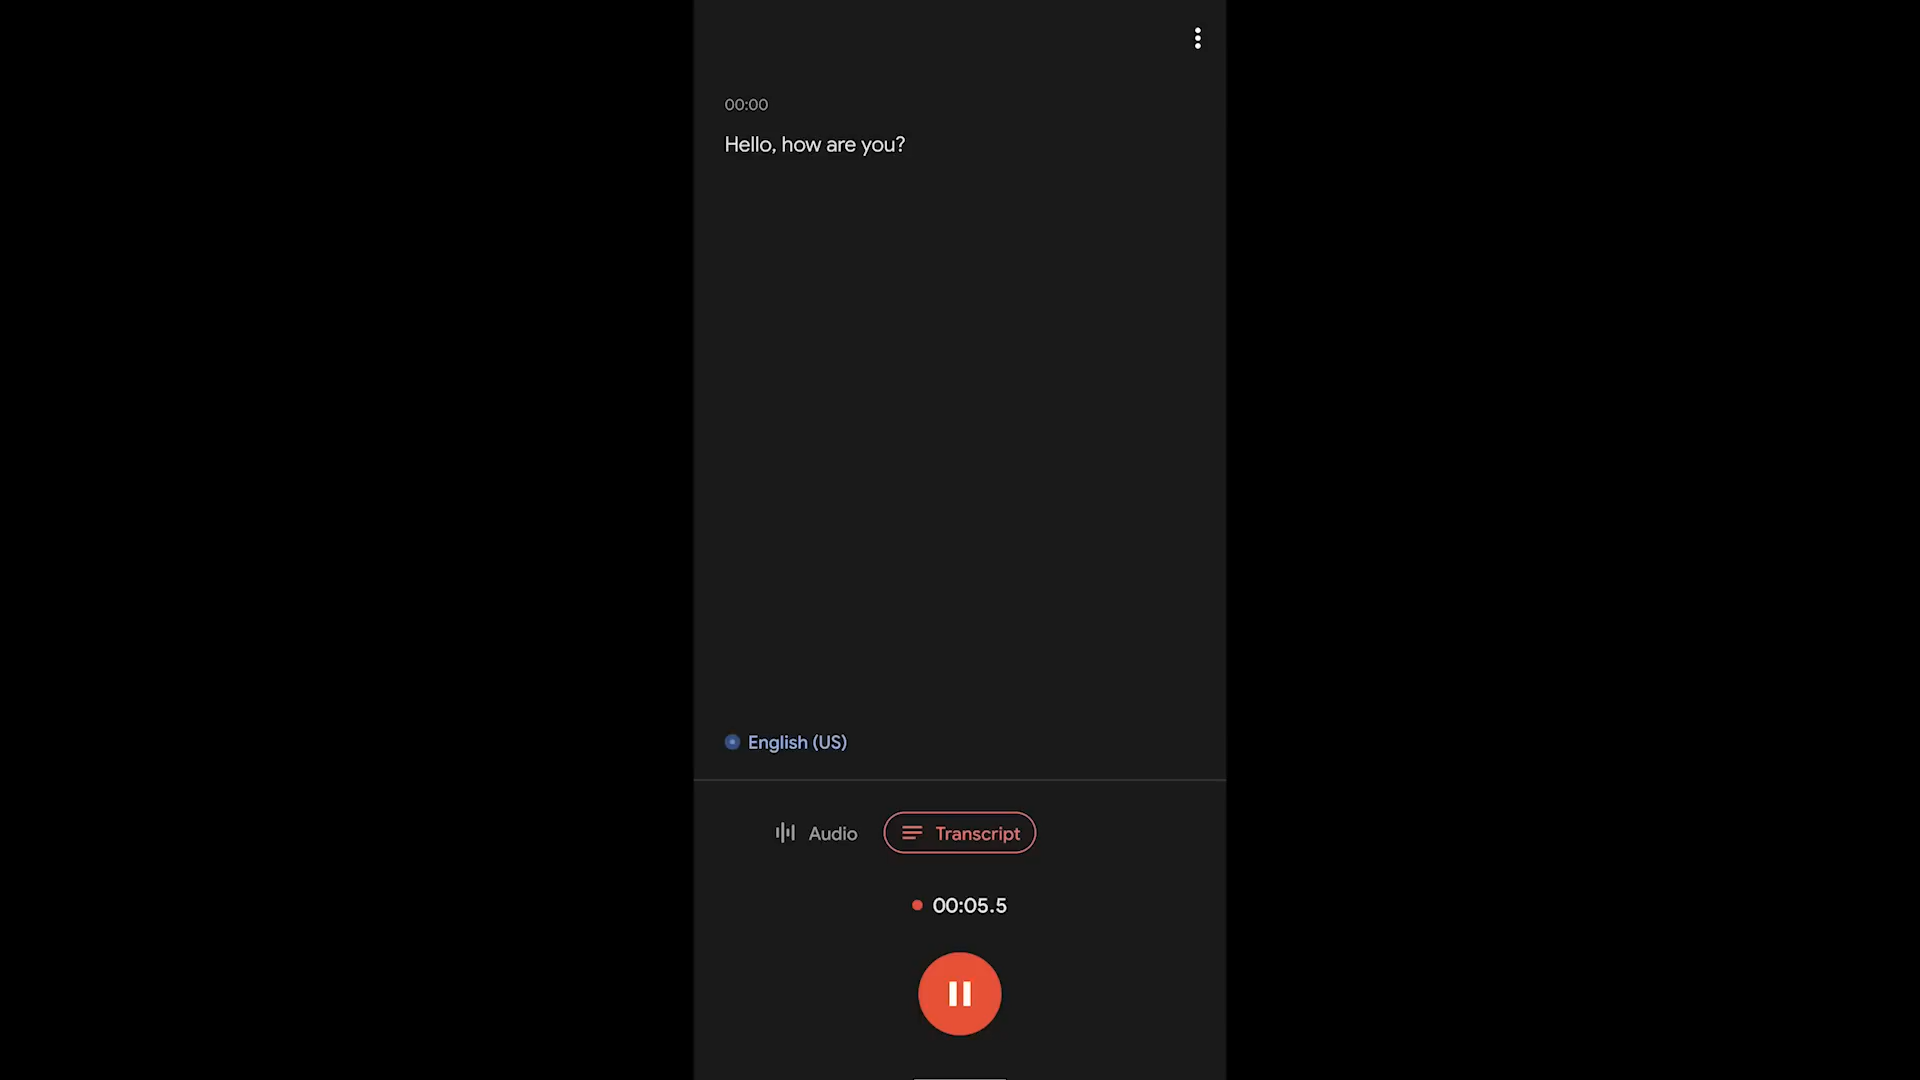 00:00
Hello, how are you?
English (US)
Audio
Transcript
00:05.5